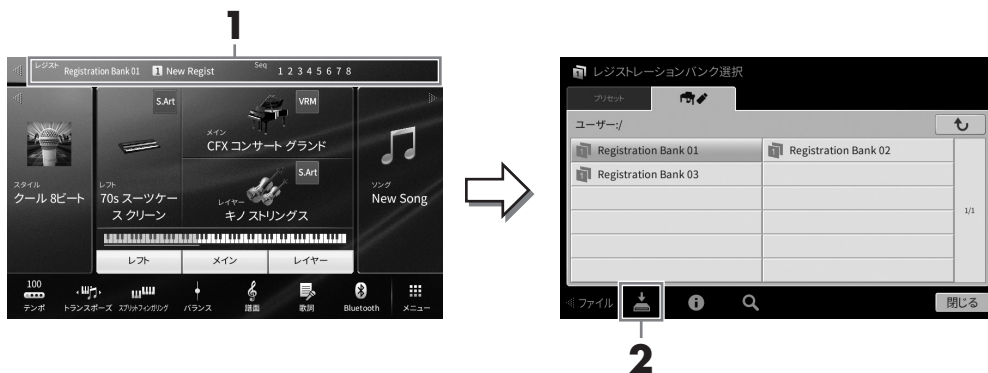 1
レジスト Registration Bank 01 1 New Regist Seq 1 2 3 4 5 6 7 8
S.Art
VRM
メイン
CFX コンサート グランド
スタイル
クール 8ビート
レフト
70s スーツケー
ス クリーン
S.Art
レイヤー
キノ ストリングス
ソング
New Song
レフト メイン レイヤー
100
テンポ トランスポーズ スプリット/フィンガリング バランス 譜面 歌詞 Bluetooth メニュー
レジストレーションバンク選択
プリセット
ユーザー:/
Registration Bank 01 Registration Bank 02
Registration Bank 03
1/1
ファイル 閉じる
2